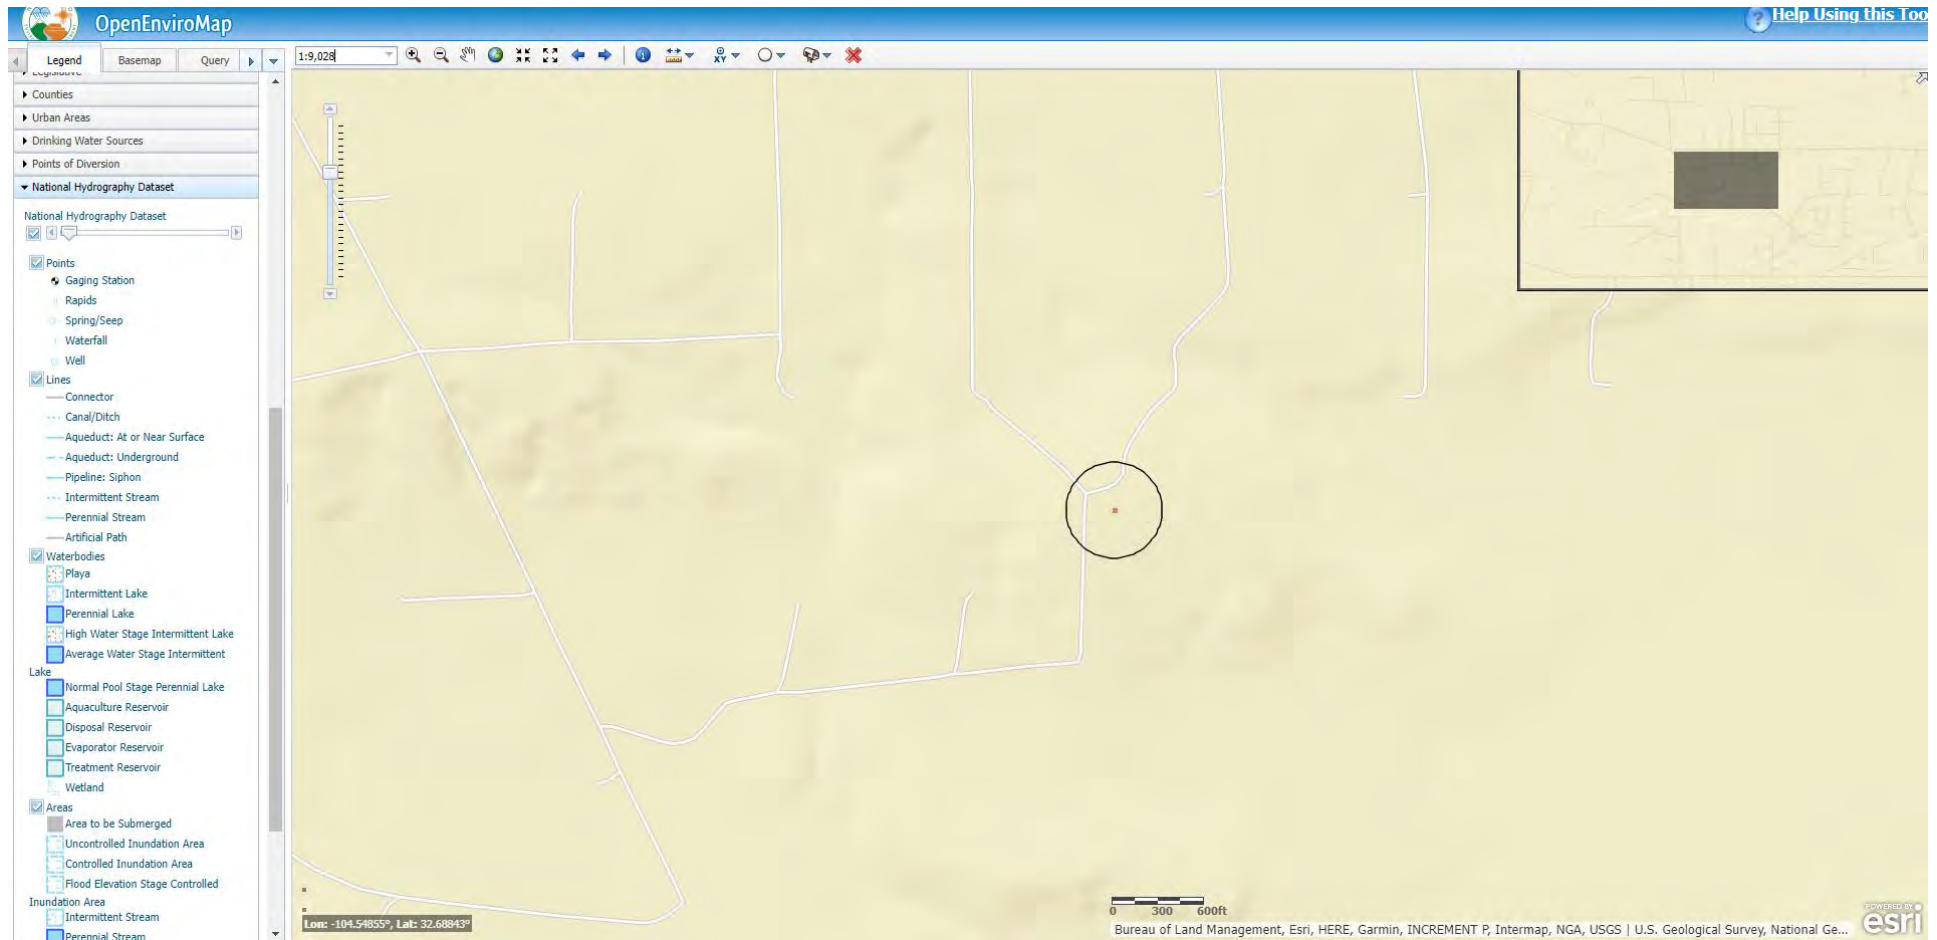 OpenEnviroMap
? Help Using this Too
Legend Basemap Query
1:9,028
Legislative
Counties
Urban Areas
Drinking Water Sources
Points of Diversion
National Hydrography Dataset
National Hydrography Dataset
Points
Gaging Station
Rapids
Spring/Seep
Waterfall
Well
Lines
Connector
Canal/Ditch
Aqueduct: At or Near Surface
Aqueduct: Underground
Pipeline: Siphon
Intermittent Stream
Perennial Stream
Artificial Path
Waterbodies
Playa
Intermittent Lake
Perennial Lake
High Water Stage Intermittent Lake
Average Water Stage Intermittent
Lake
Normal Pool Stage Perennial Lake
Aquaculture Reservoir
Disposal Reservoir
Evaporator Reservoir
Treatment Reservoir
Wetland
Areas
Area to be Submerged
Uncontrolled Inundation Area
Controlled Inundation Area
Flood Elevation Stage Controlled
Inundation Area
Intermittent Stream
Perennial Stream
XY
Lon: -104.54855°, Lat: 32.68843°
0 300 600ft
Bureau of Land Management, Esri, HERE, Garmin, INCREMENT P, Intermap, NGA, USGS | U.S. Geological Survey, National Ge...
POWERED BY
esri